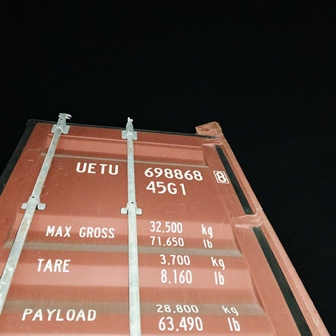 UETU 698868 8
45G1
MAX GROSS 32,500 kg
71,650 lb
TARE 3,700 kg
8,160 lb
PAYLOAD 28,800 kg
63,490 lb